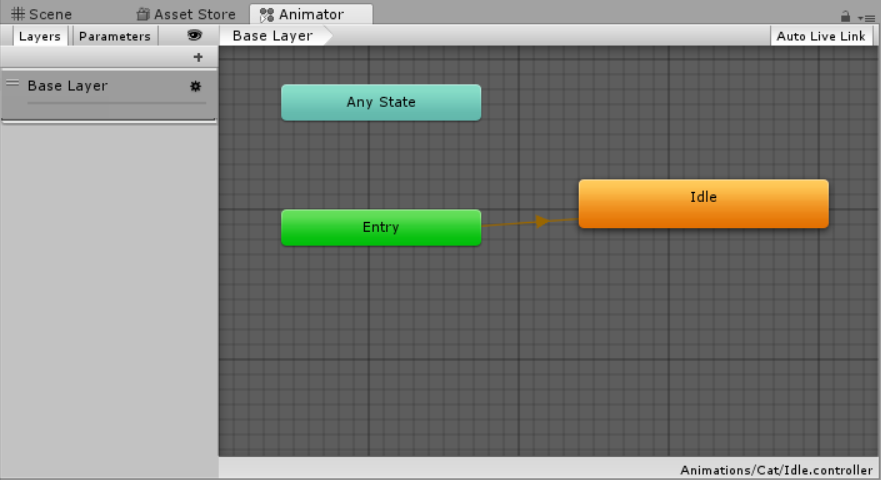 Scene
Asset Store
Animator
Layers
Parameters
Base Layer
Auto Live Link
Base Layer
Any State
Idle
Entry
Animations/Cat/Idle.controller